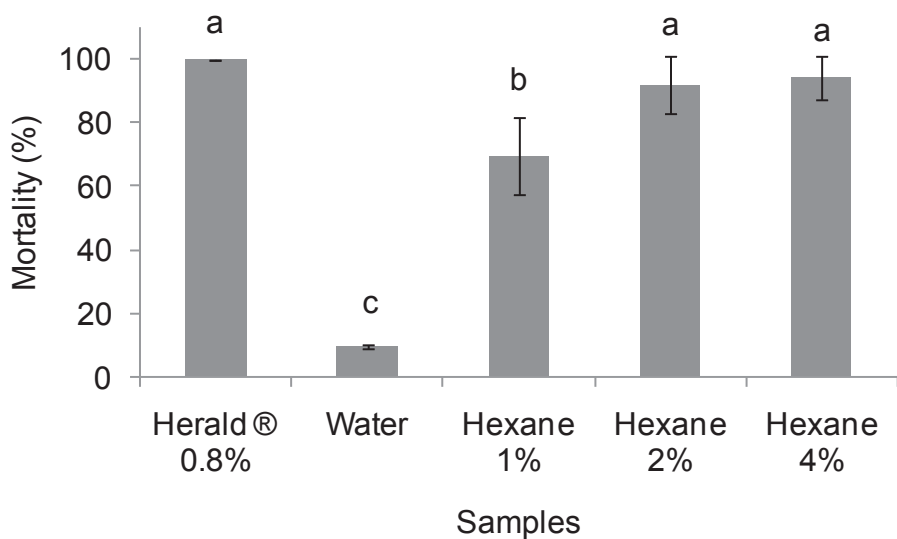 a
a
a
b
c
Mortality (%)
100
80
60
40
20
0
Herald ® Water Hexane Hexane Hexane
0.8% 1% 2% 4%
Samples